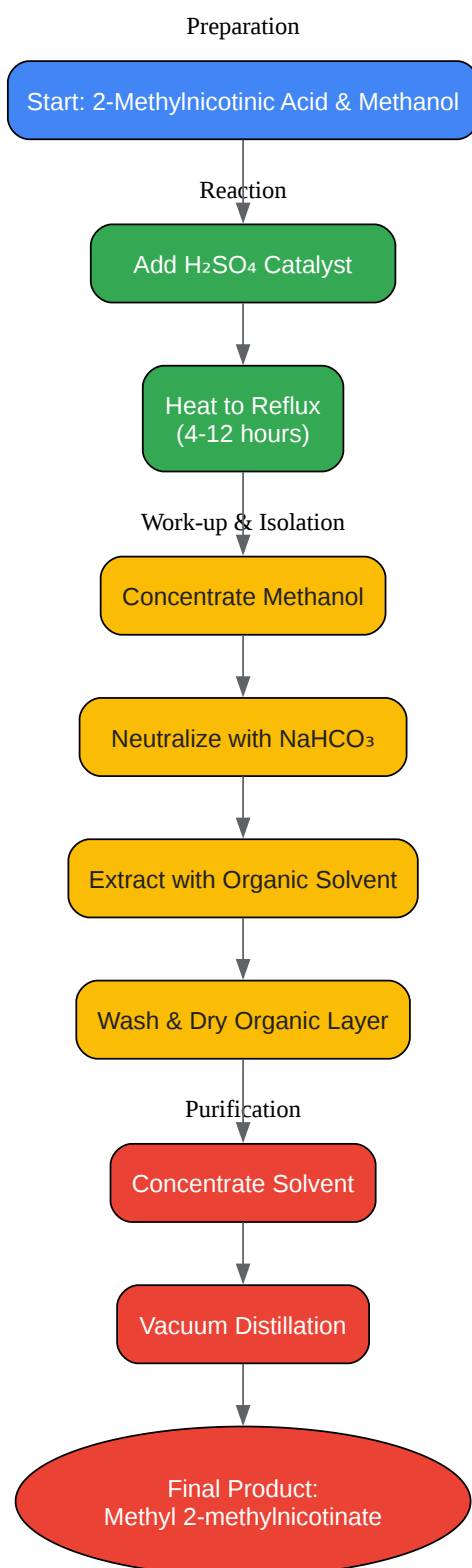 Preparation
Start: 2-Methylnicotinic Acid & Methanol
Reaction
Add H₂SO₄ Catalyst
Heat to Reflux
(4-12 hours)
Work-up & Isolation
Concentrate Methanol
Neutralize with NaHCO₃
Extract with Organic Solvent
Wash & Dry Organic Layer
Purification
Concentrate Solvent
Vacuum Distillation
Final Product:
Methyl 2-methylnicotinate